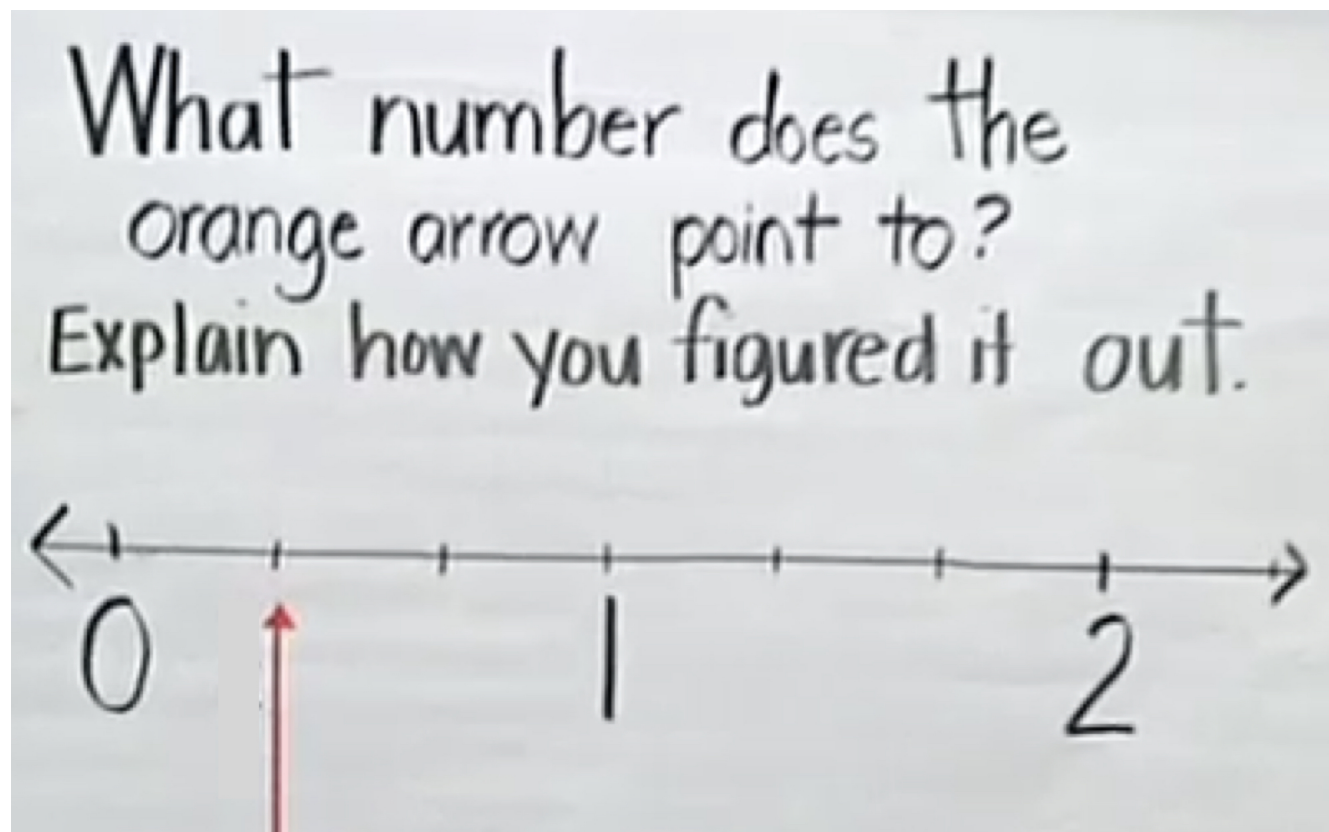 What number does the
orange arrow point to?
Explain how you figured it out.
0 1 2